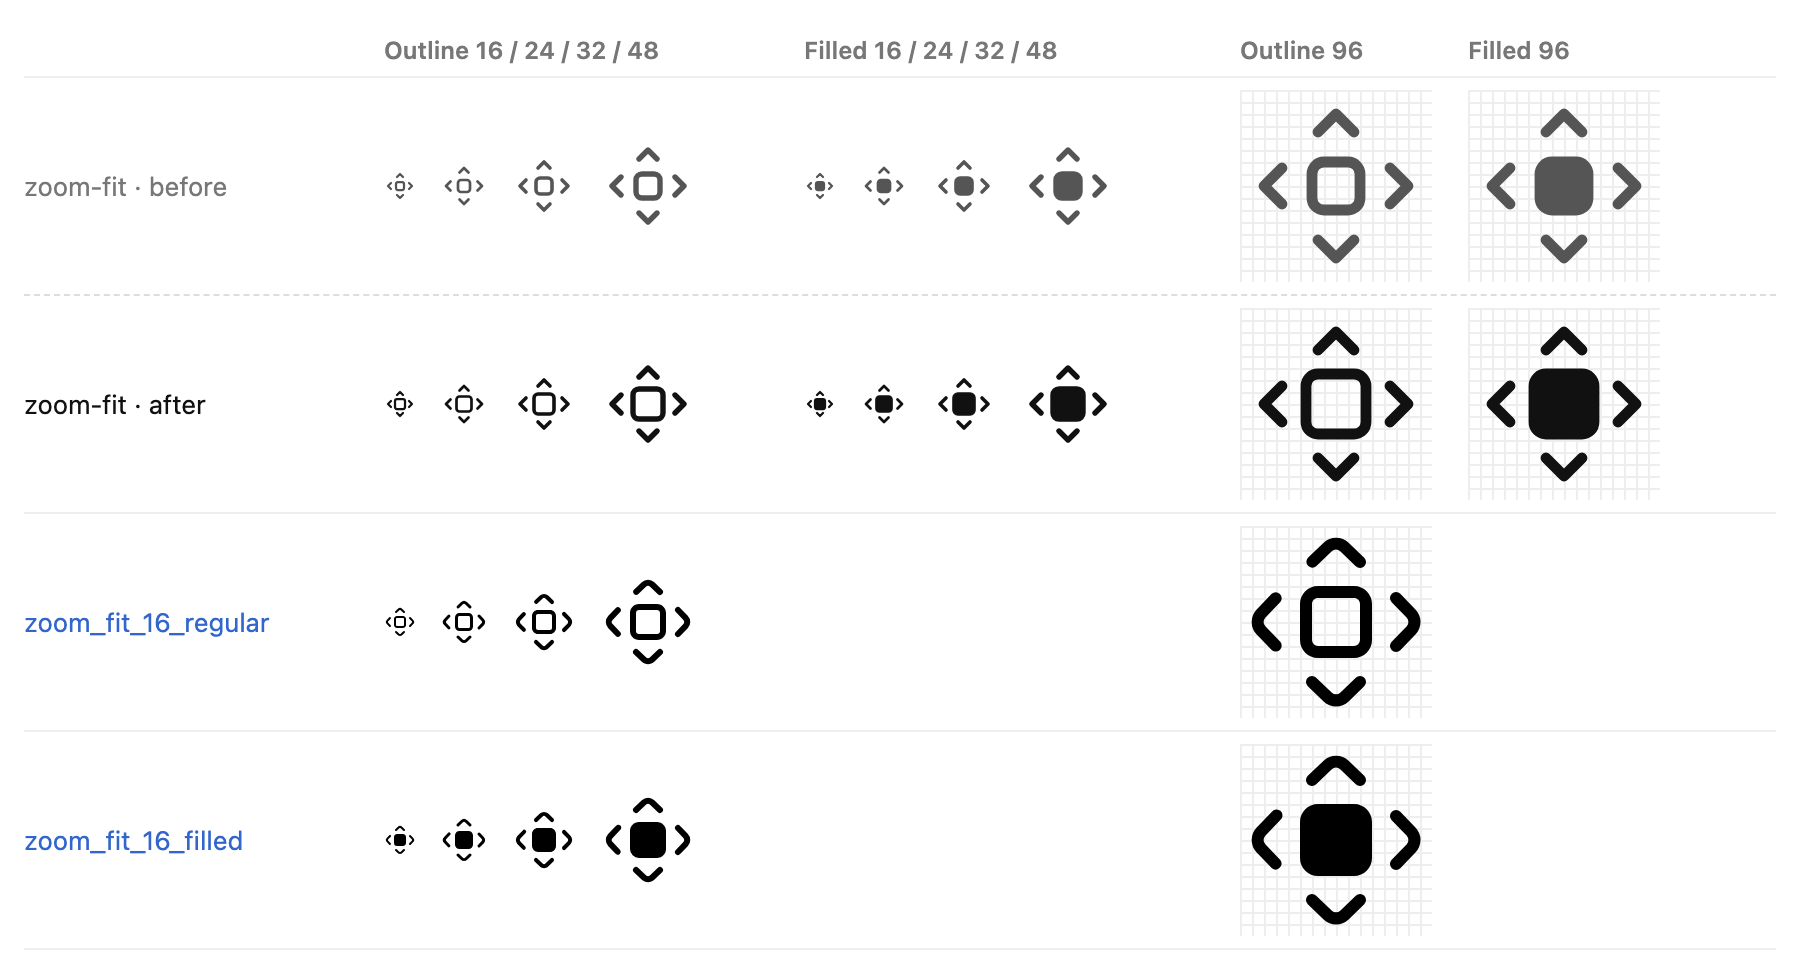 Outline 16 / 24 / 32 / 48 Filled 16 / 24 / 32 / 48 Outline 96 Filled 96
zoom-fit · before
zoom-fit · after
zoom_fit_16_regular
zoom_fit_16_filled